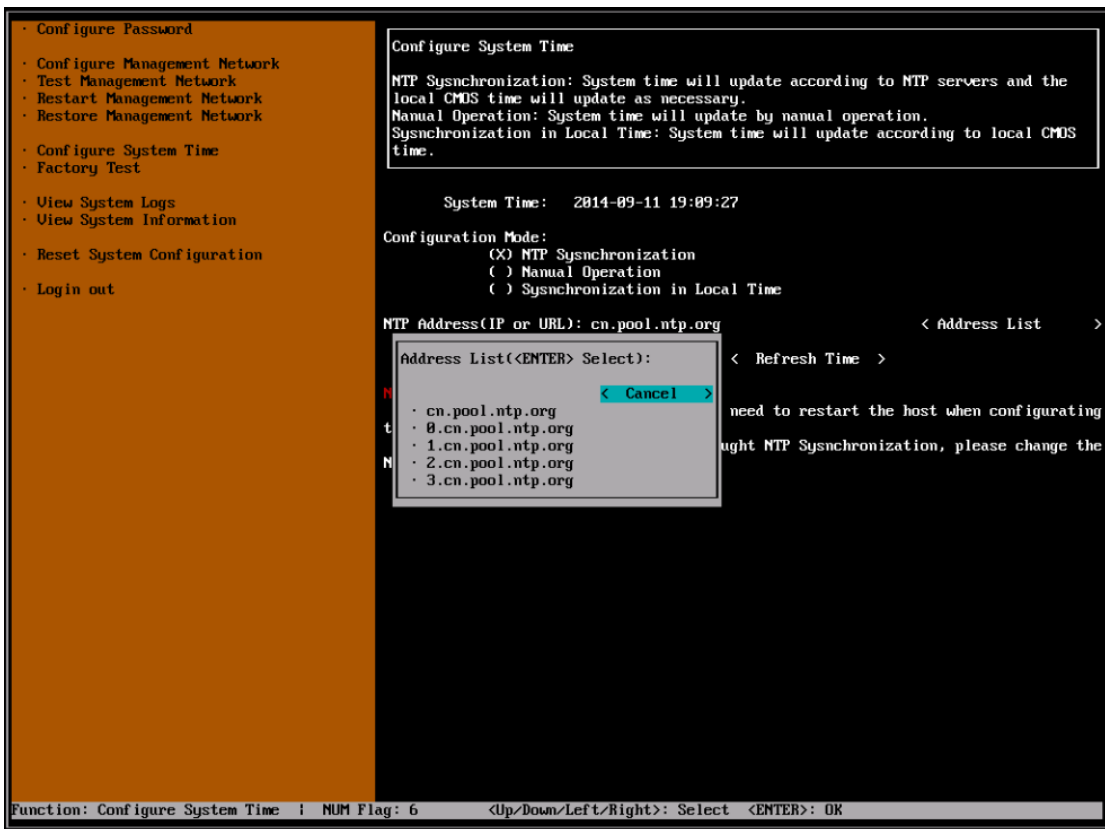 · Configure Password
· Configure Management Network
· Test Management Network
· Restart Management Network
· Restore Management Network
· Configure System Time
· Factory Test
· View System Logs
· View System Information
· Reset System Configuration
· Login out
Configure System Time
NTP Sysnchronization: System time will update according to NTP servers and the
local CMOS time will update as necessary.
Nanual Operation: System time will update by nanual operation.
Sysnchronization in Local Time: System time will update according to local CMOS
time.
System Time: 2014-09-11 19:09:27
Configuration Mode:
(X) NTP Sysnchronization
( ) Nanual Operation
( ) Sysnchronization in Local Time
NTP Address(IP or URL): cn.pool.ntp.org < Address List >
< Refresh Time >
N
need to restart the host when configurating
t
ught NTP Sysnchronization, please change the
N
Address List(<ENTER> Select):
< Cancel >
· cn.pool.ntp.org
· 0.cn.pool.ntp.org
· 1.cn.pool.ntp.org
· 2.cn.pool.ntp.org
· 3.cn.pool.ntp.org
Function: Configure System Time | NUM Flag: 6 <Up/Down/Left/Right>: Select <ENTER>: OK